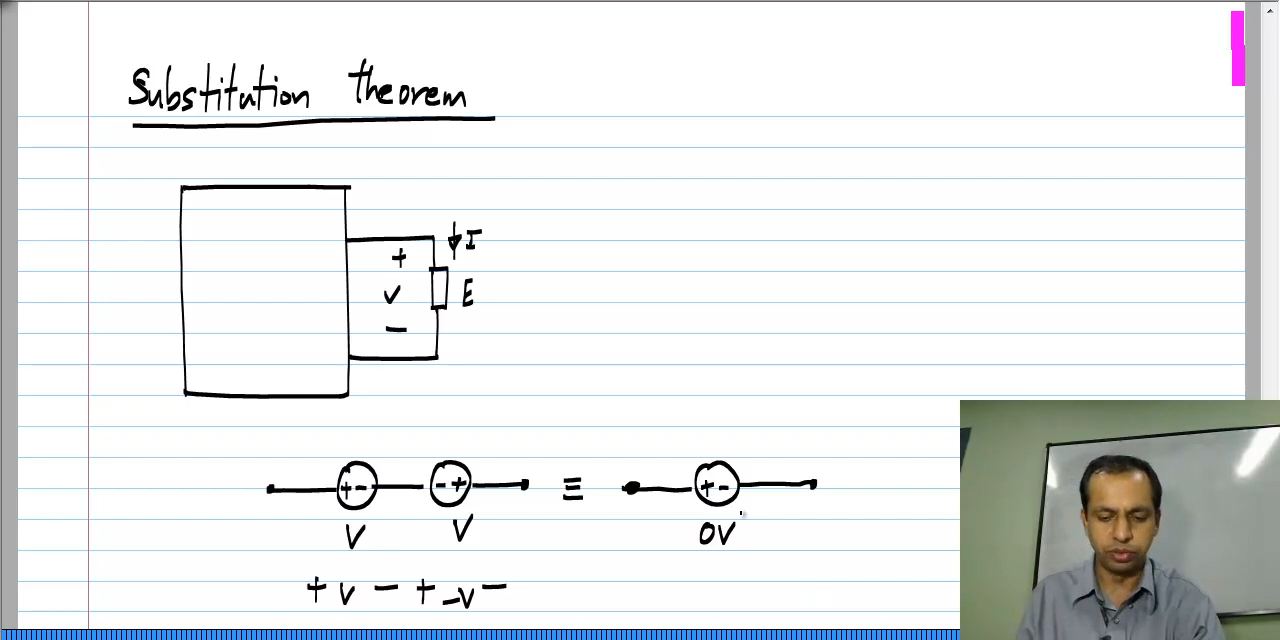 Substitution theorem
↓ I
+
V E
−
+ − − + ≡ + −
V V 0V
+ V − + −V −